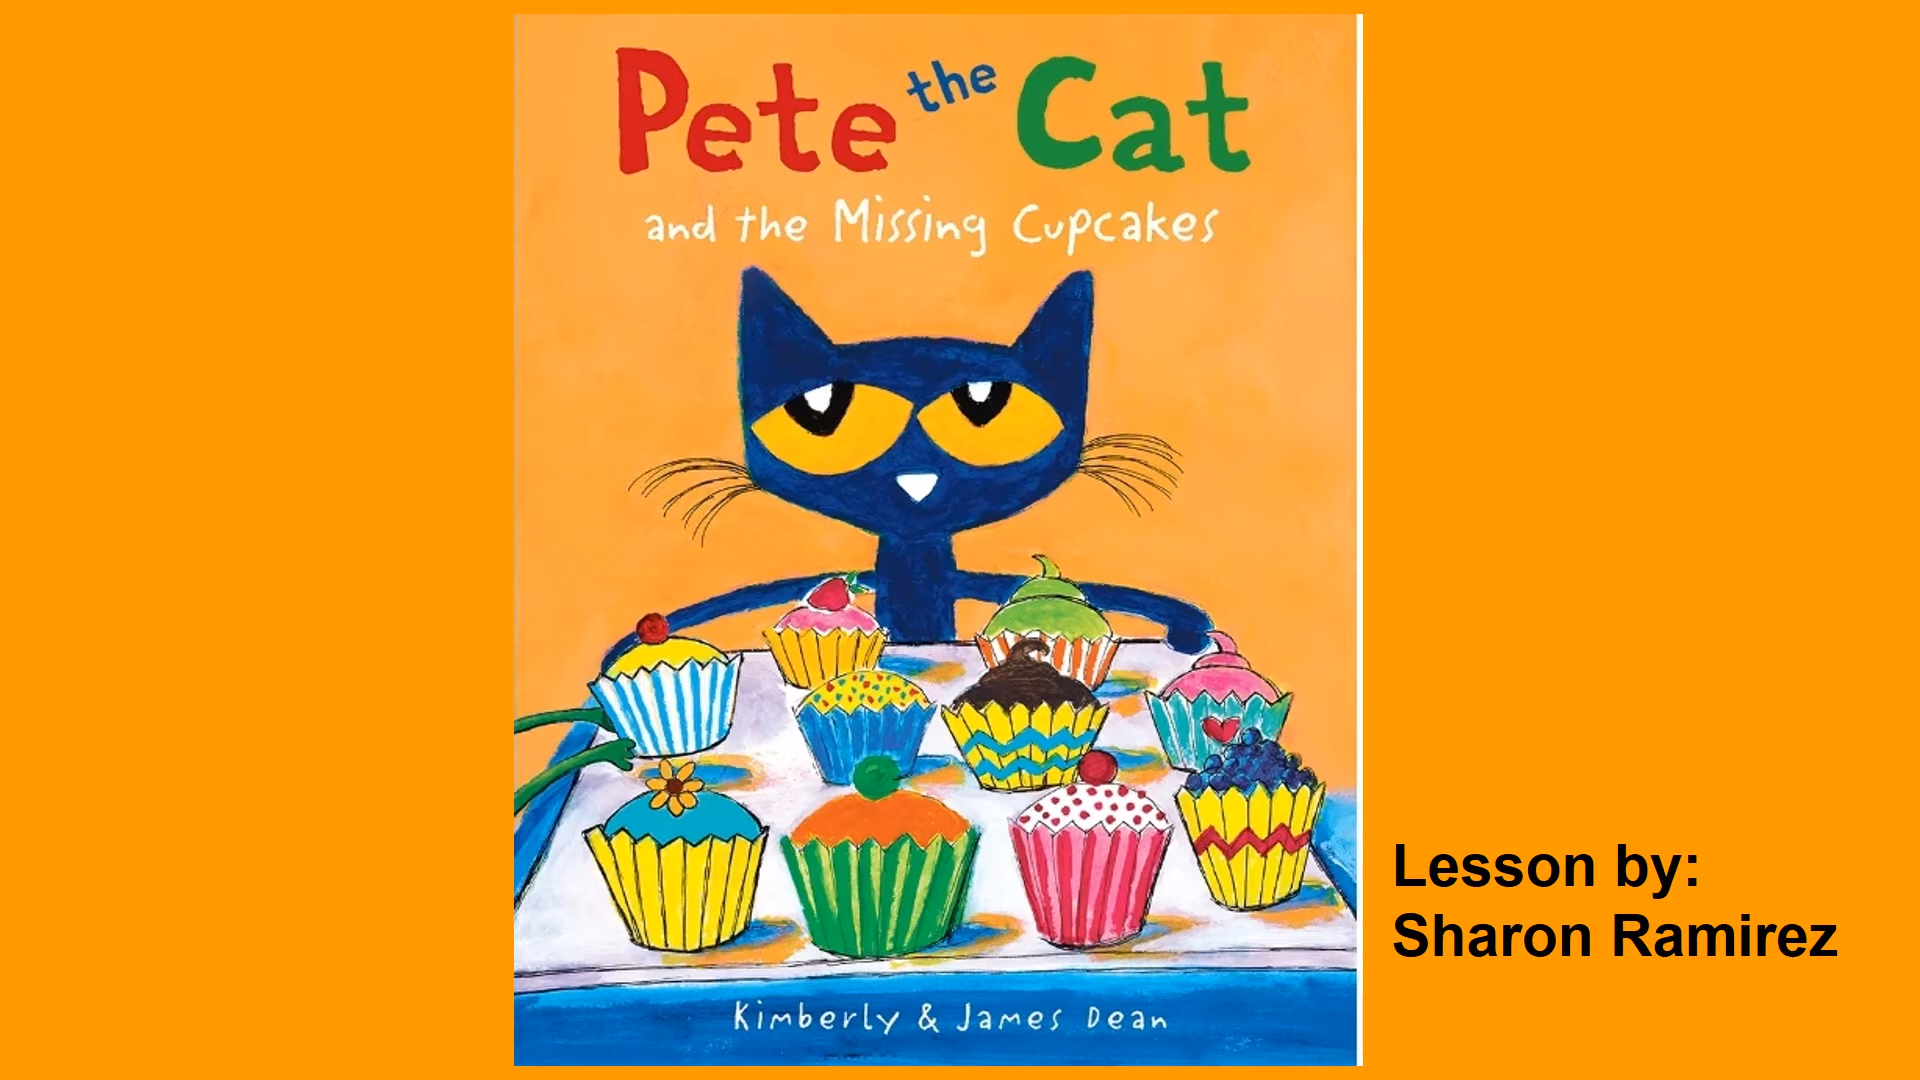 Pete the Cat
and the Missing Cupcakes
Kimberly & James Dean
Lesson by:
Sharon Ramirez